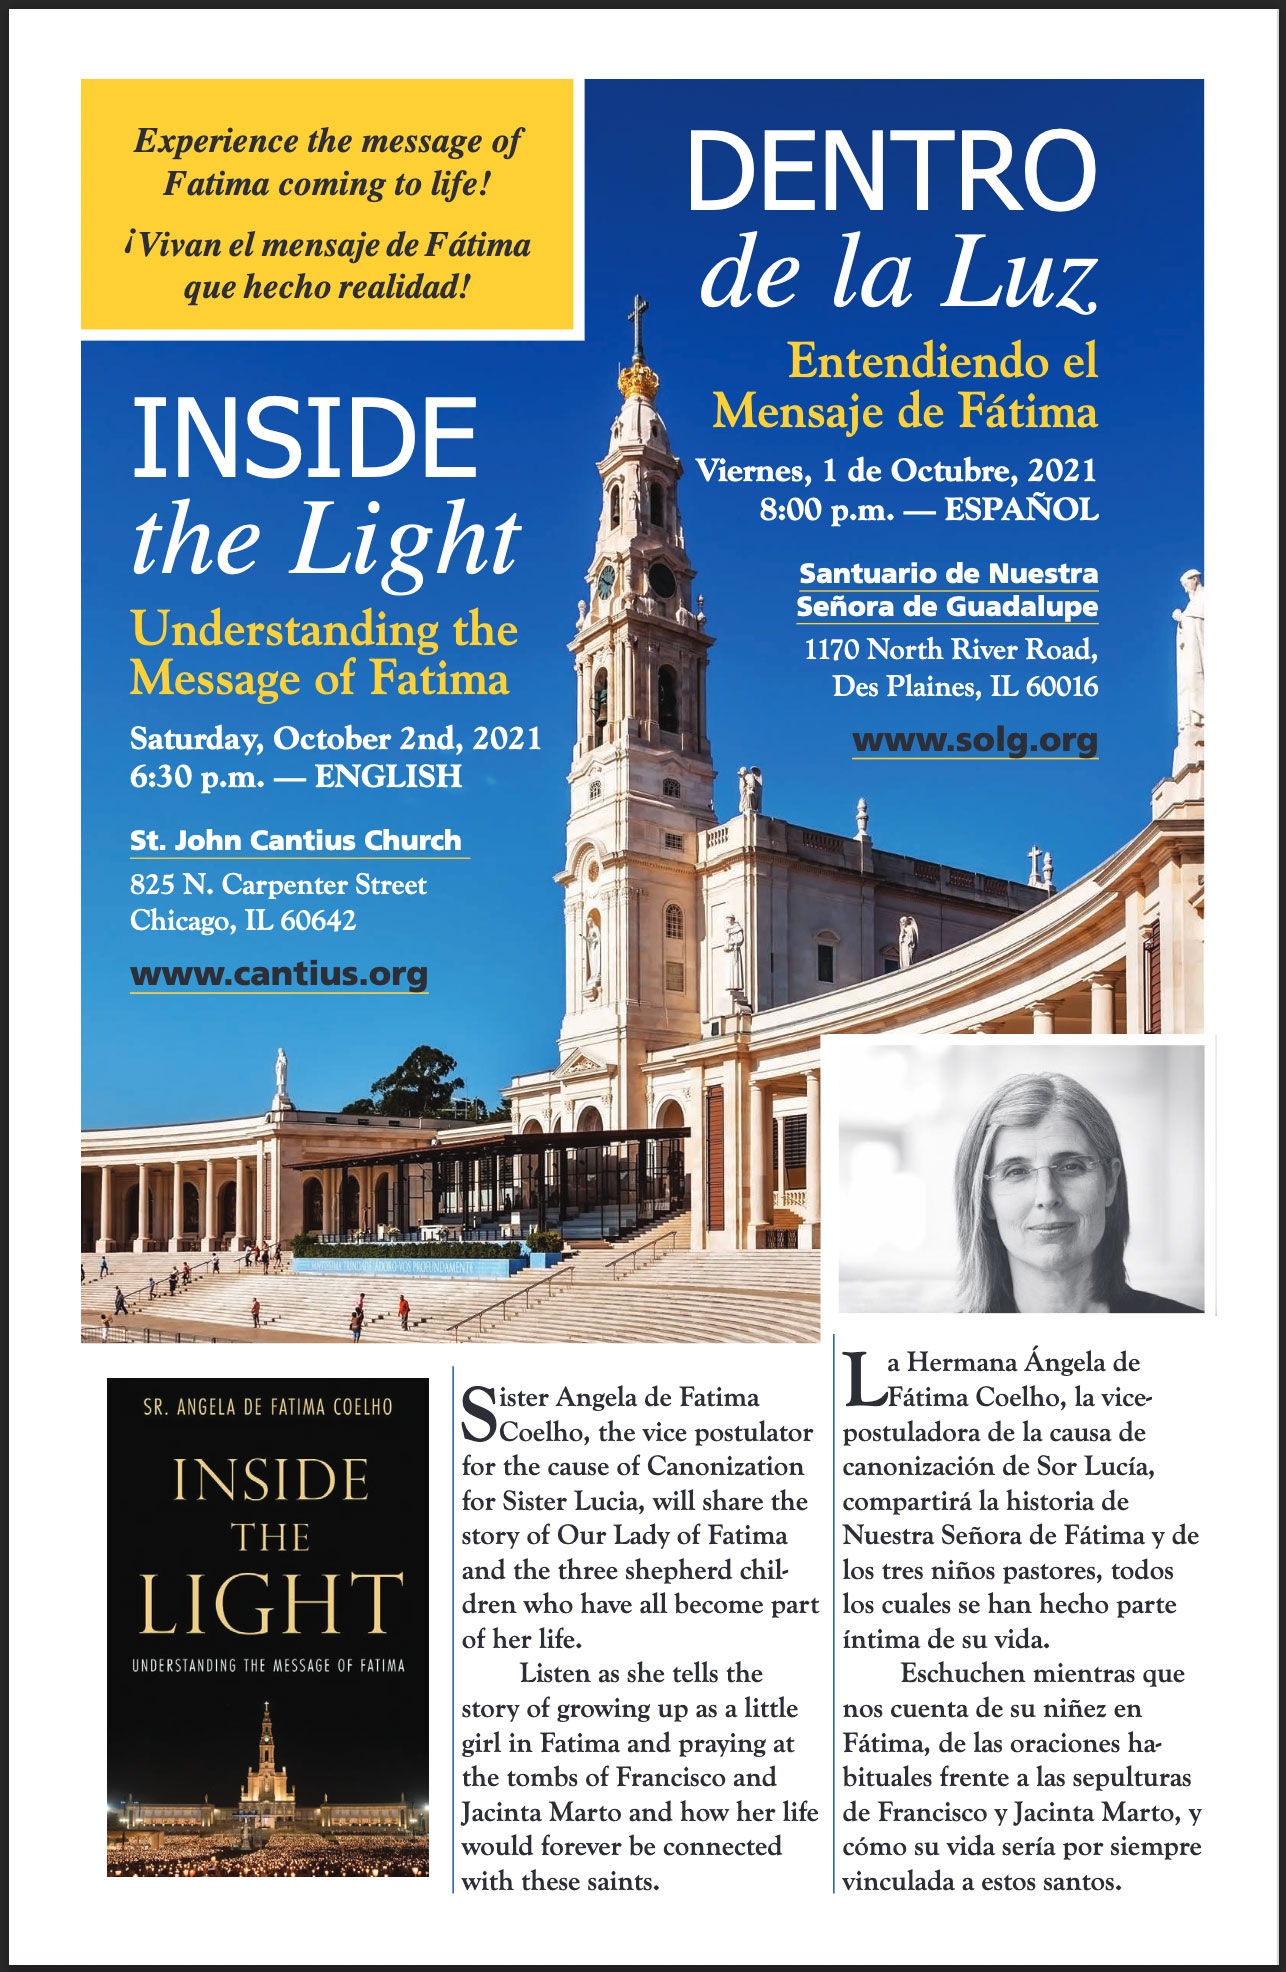 Experience the message of
Fatima coming to life!
¡Vivan el mensaje de Fátima
que hecho realidad!
DENTRO
de la Luz
Entendiendo el
Mensaje de Fátima
Viernes, 1 de Octubre, 2021
8:00 p.m. — ESPAÑOL
Santuario de Nuestra
Señora de Guadalupe
1170 North River Road,
Des Plaines, IL 60016
www.solg.org
INSIDE
the Light
Understanding the
Message of Fatima
Saturday, October 2nd, 2021
6:30 p.m. — ENGLISH
St. John Cantius Church
825 N. Carpenter Street
Chicago, IL 60642
www.cantius.org
SANTISSIMA TRINDADE ADORO-VOS PROFUNDAMENTE
SR. ANGELA DE FATIMA COELHO
INSIDE
THE
LIGHT
UNDERSTANDING THE MESSAGE OF FATIMA
Sister Angela de Fatima
Coelho, the vice postulator
for the cause of Canonization
for Sister Lucia, will share the
story of Our Lady of Fatima
and the three shepherd chil-
dren who have all become part
of her life.
Listen as she tells the
story of growing up as a little
girl in Fatima and praying at
the tombs of Francisco and
Jacinta Marto and how her life
would forever be connected
with these saints.
La Hermana Ángela de
Fátima Coelho, la vice-
postuladora de la causa de
canonización de Sor Lucía,
compartirá la historia de
Nuestra Señora de Fátima y de
los tres niños pastores, todos
los cuales se han hecho parte
íntima de su vida.
Eschuchen mientras que
nos cuenta de su niñez en
Fátima, de las oraciones ha-
bituales frente a las sepulturas
de Francisco y Jacinta Marto, y
cómo su vida sería por siempre
vinculada a estos santos.